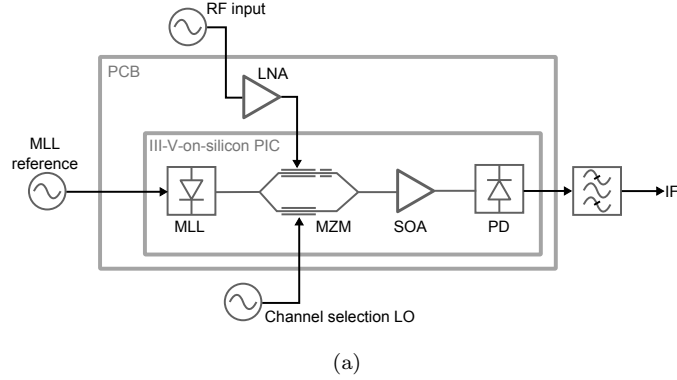 RF input
PCB
LNA
MLL
reference
III-V-on-silicon PIC
IF
MLL
MZM
SOA
PD
Channel selection LO
(a)